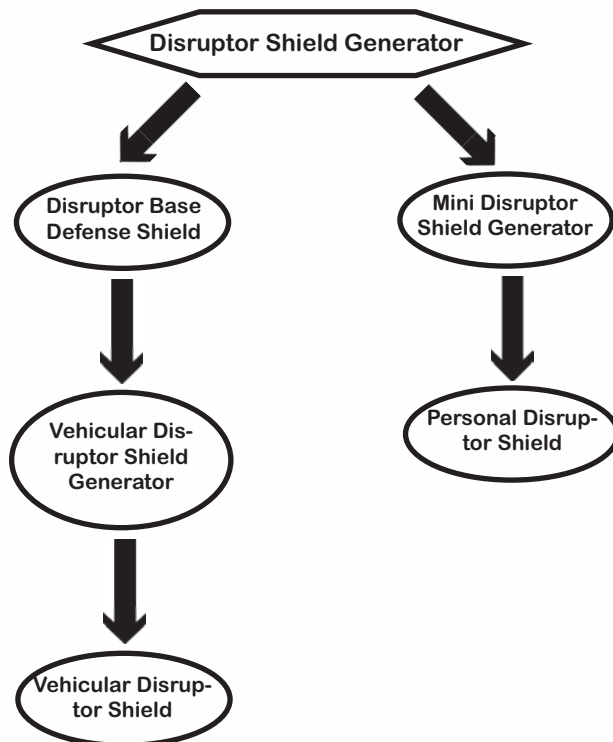 Disruptor Shield Generator
Disruptor Base
Defense Shield
Mini Disruptor
Shield Generator
Vehicular Dis-
ruptor Shield
Generator
Personal Disrup-
tor Shield
Vehicular Disrup-
tor Shield